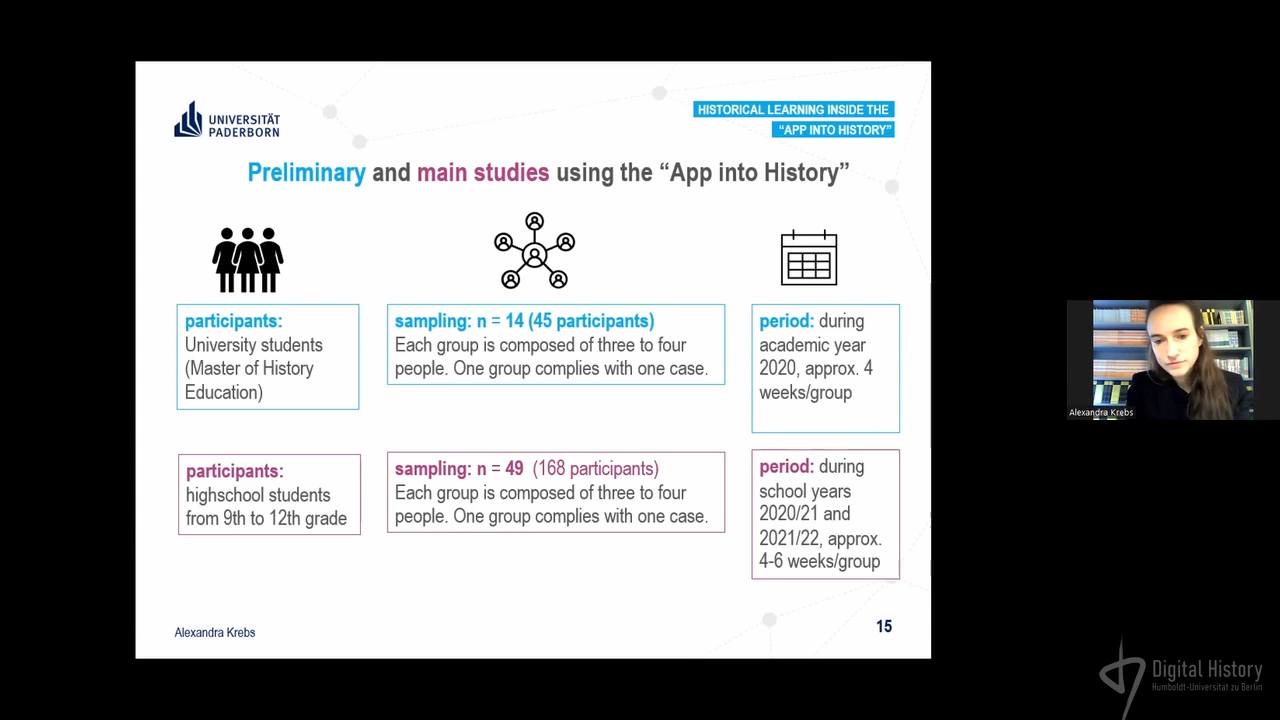 UNIVERSITÄT
PADERBORN
HISTORICAL LEARNING INSIDE THE
“APP INTO HISTORY”
Preliminary and main studies using the “App into History”
participants:
University students
(Master of History
Education)
sampling: n = 14 (45 participants)
Each group is composed of three to four
people. One group complies with one case.
period: during
academic year
2020, approx. 4
weeks/group
participants:
highschool students
from 9th to 12th grade
sampling: n = 49 (168 participants)
Each group is composed of three to four
people. One group complies with one case.
period: during
school years
2020/21 and
2021/22, approx.
4-6 weeks/group
Alexandra Krebs
15
Alexandra Krebs
Digital History
Humboldt-Universität zu Berlin